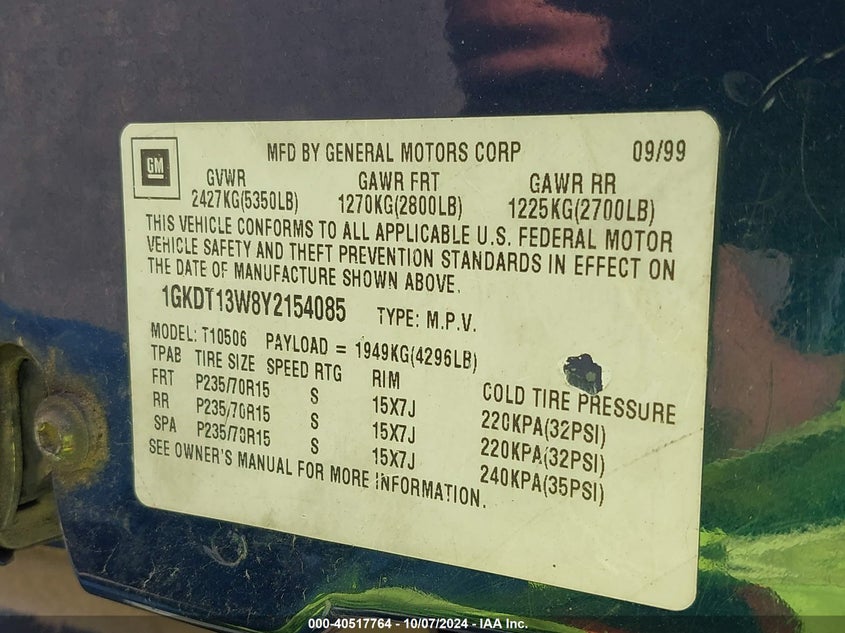 GM
MFD BY GENERAL MOTORS CORP 09/99
GVWR GAWR FRT GAWR RR
2427KG(5350LB) 1270KG(2800LB) 1225KG(2700LB)
THIS VEHICLE CONFORMS TO ALL APPLICABLE U.S. FEDERAL MOTOR
VEHICLE SAFETY AND THEFT PREVENTION STANDARDS IN EFFECT ON
THE DATE OF MANUFACTURE SHOWN ABOVE.
1GKDT13W8Y2154085 TYPE: M.P.V.
MODEL: T10506 PAYLOAD = 1949KG(4296LB)
TPAB TIRE SIZE SPEED RTG RIM COLD TIRE PRESSURE
FRT P235/70R15 S 15X7J 220KPA(32PSI)
RR P235/70R15 S 15X7J 220KPA(32PSI)
SPA P235/70R15 S 15X7J 240KPA(35PSI)
SEE OWNER'S MANUAL FOR MORE INFORMATION.
000-40517764 - 10/07/2024 - IAA Inc.